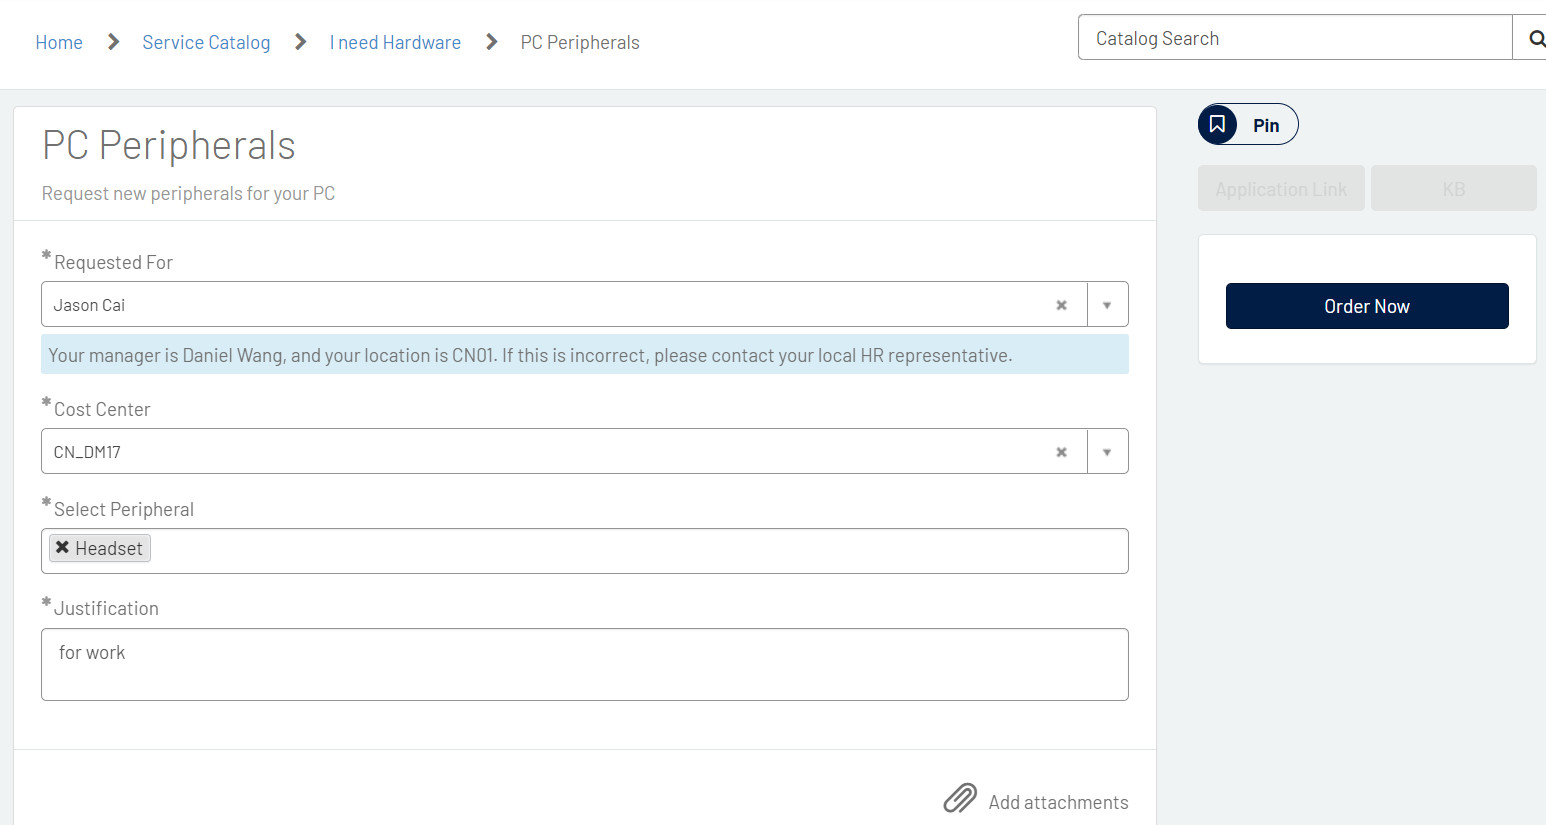 Home Service Catalog I need Hardware PC Peripherals
Catalog Search
PC Peripherals
Request new peripherals for your PC
Pin
Application Link
KB
Order Now
* Requested For
Jason Cai
Your manager is Daniel Wang, and your location is CN01. If this is incorrect, please contact your local HR representative.
* Cost Center
CN_DM17
* Select Peripheral
Headset
* Justification
for work
Add attachments